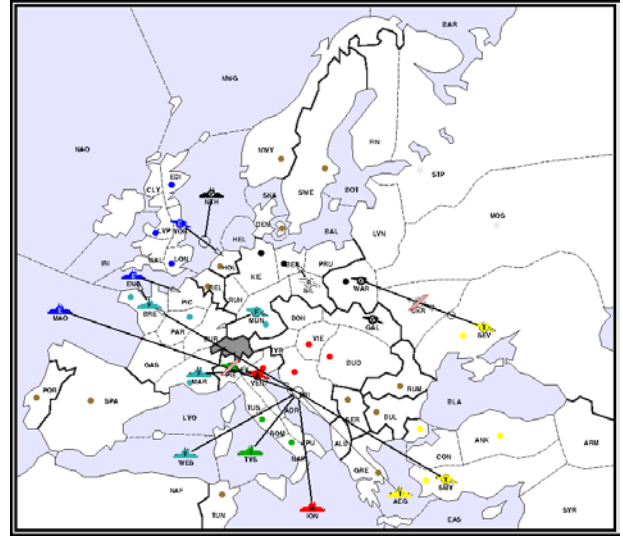 BAR
NWG
NAO
FIN
NWY
STP
SWE
BOT
EDI
CLY
NTH
SKA
MOS
DEN
LVP YOR
BAL
LVN
HEL
IRI
WAL LON
HOL
BER
PRU
KIE
ENG
BEL
SIL
WAR
RUH
UKR
MAO
BRE
PIC
MUN
BOH
GAL
SEV
PAR
BUR
VIE
TYR
BUD
GAS
MAR
PIE
VEN
RUM
TRI
POR
SPA
BLA
LYO
TUS
ADR
SER
BUL
ROM
APU
ALB
ANK
ARM
CON
WES
TYS
NAP
GRE
SMY
NAF
AEG
TUN
ION
EAS
SYR